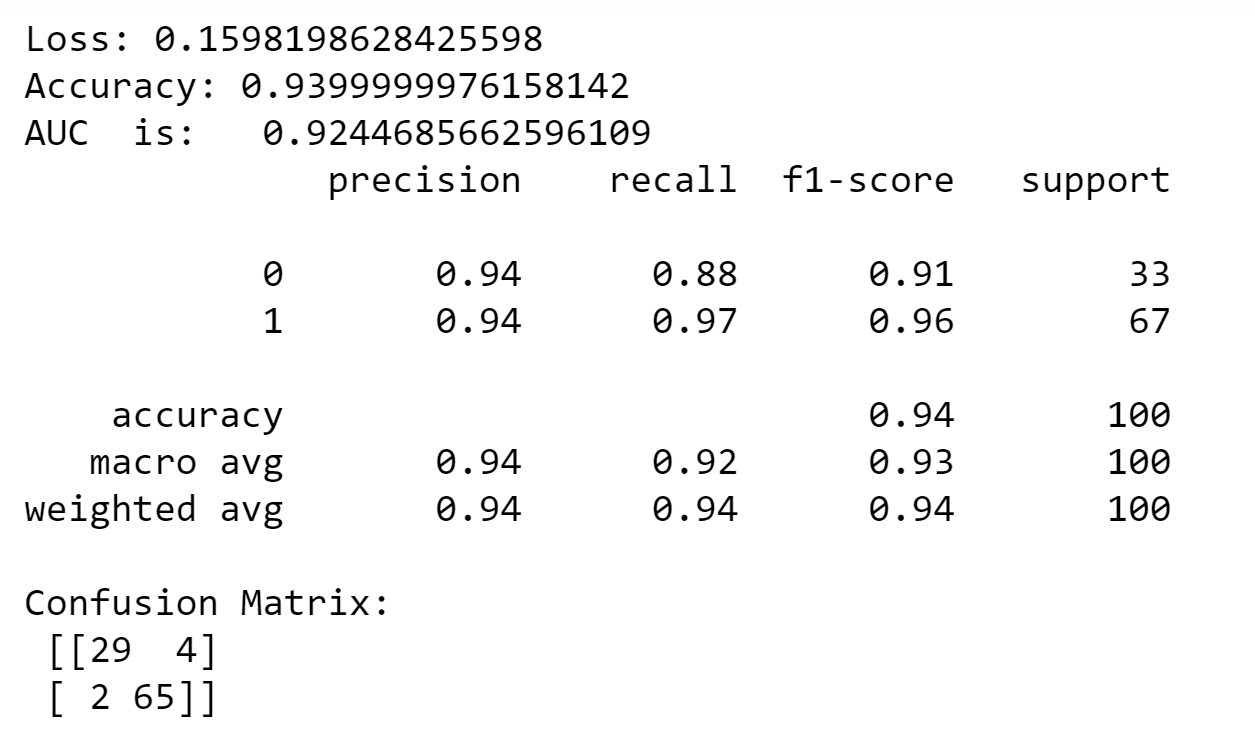 Loss: 0.1598198628425598
Accuracy: 0.9399999976158142
AUC  is:   0.9244685662596109
              precision    recall  f1-score   support

           0       0.94      0.88      0.91        33
           1       0.94      0.97      0.96        67

    accuracy                           0.94       100
   macro avg       0.94      0.92      0.93       100
weighted avg       0.94      0.94      0.94       100

Confusion Matrix:
 [[29  4]
 [ 2 65]]